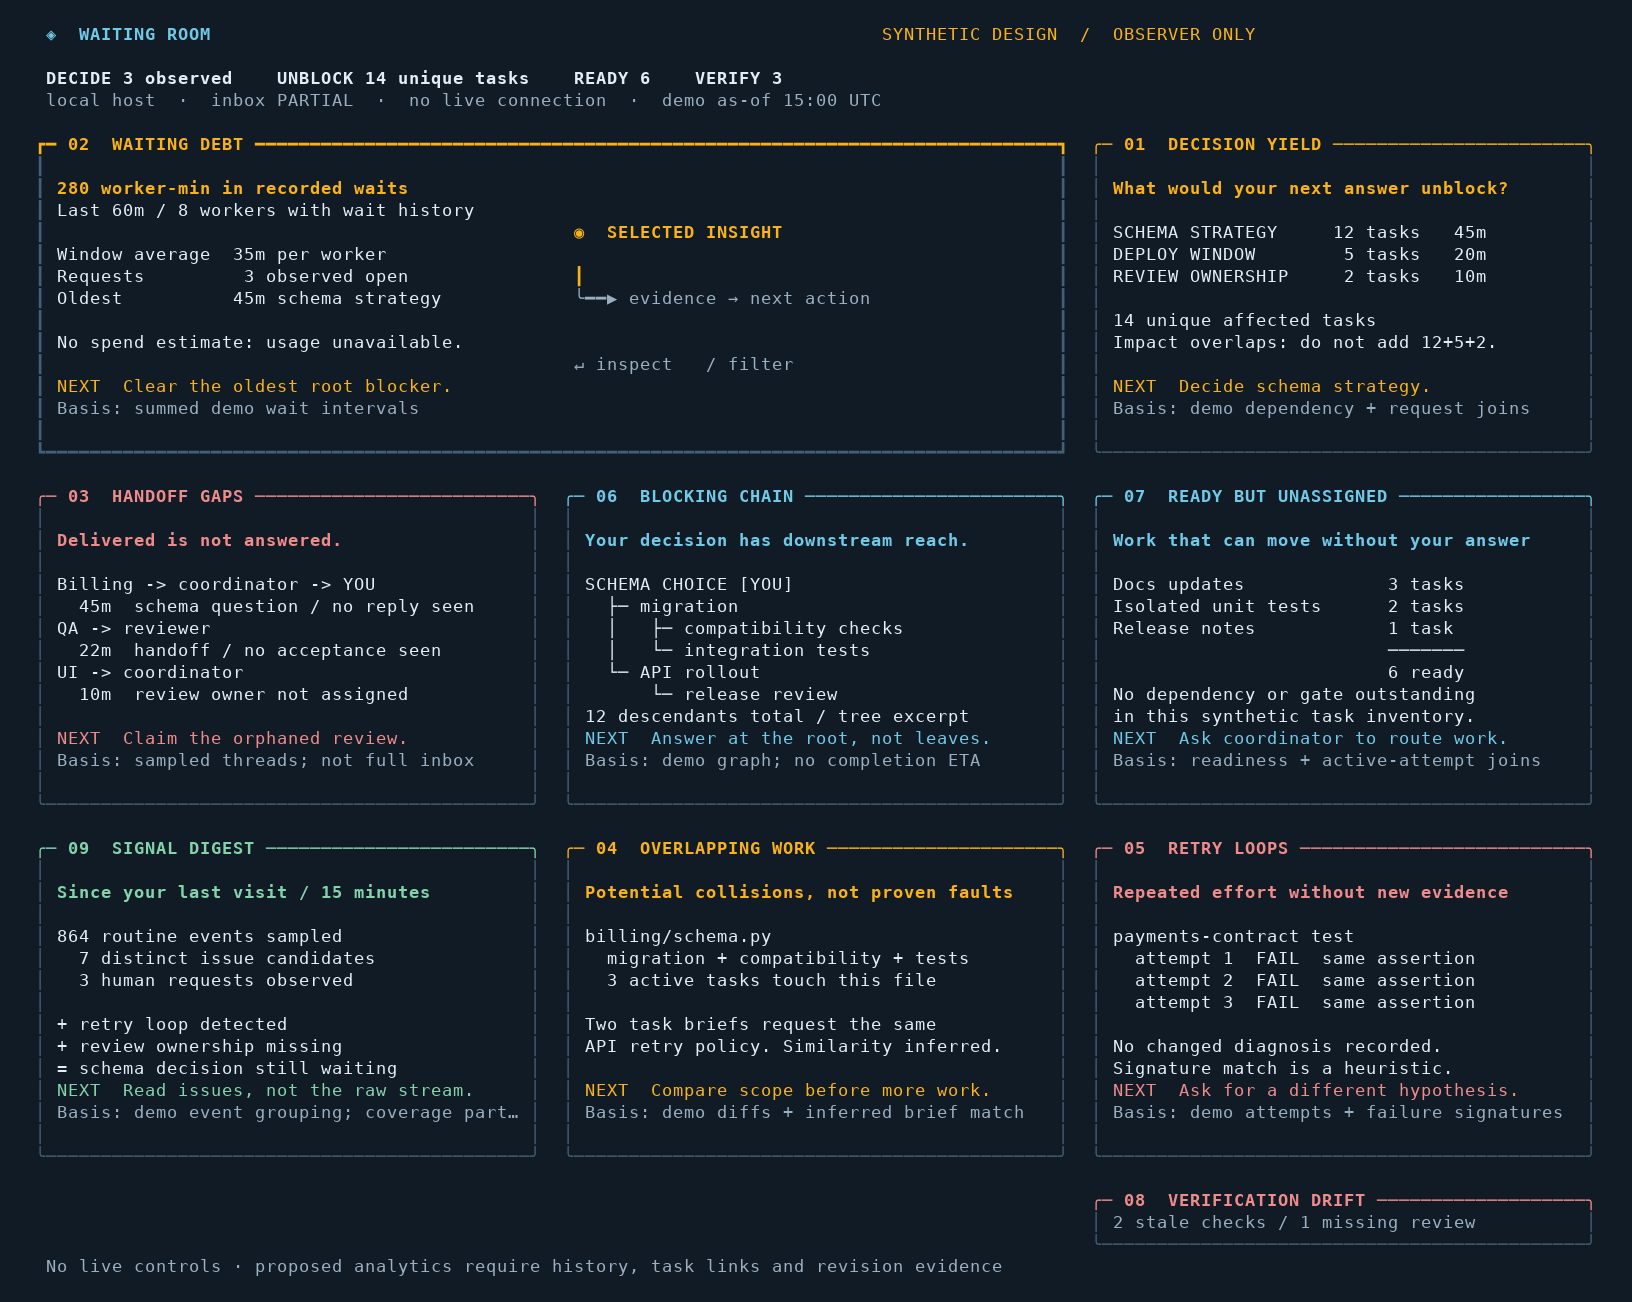 ◈  WAITING ROOM    SYNTHETIC DESIGN  /  OBSERVER ONLY
DECIDE 3 observed    UNBLOCK 14 unique tasks    READY 6    VERIFY 3
local host  ·  inbox PARTIAL  ·  no live connection  ·  demo as-of 15:00 UTC
02  WAITING DEBT
280 worker-min in recorded waits
Last 60m / 8 workers with wait history
Window average  35m per worker
Requests         3 observed open
Oldest          45m schema strategy
No spend estimate: usage unavailable.
NEXT  Clear the oldest root blocker.
Basis: summed demo wait intervals
◉  SELECTED INSIGHT
╰━━▶ evidence → next action
↵ inspect   / filter
01  DECISION YIELD
What would your next answer unblock?
SCHEMA STRATEGY     12 tasks   45m
DEPLOY WINDOW        5 tasks   20m
REVIEW OWNERSHIP     2 tasks   10m
14 unique affected tasks
Impact overlaps: do not add 12+5+2.
NEXT  Decide schema strategy.
Basis: demo dependency + request joins
03  HANDOFF GAPS
Delivered is not answered.
Billing -> coordinator -> YOU
45m  schema question / no reply seen
QA -> reviewer
22m  handoff / no acceptance seen
UI -> coordinator
10m  review owner not assigned
NEXT  Claim the orphaned review.
Basis: sampled threads; not full inbox
06  BLOCKING CHAIN
Your decision has downstream reach.
SCHEMA CHOICE [YOU]
├─ migration
│   ├─ compatibility checks
│   └─ integration tests
└─ API rollout
└─ release review
12 descendants total / tree excerpt
NEXT  Answer at the root, not leaves.
Basis: demo graph; no completion ETA
07  READY BUT UNASSIGNED
Work that can move without your answer
Docs updates             3 tasks
Isolated unit tests      2 tasks
Release notes            1 task
───────
6 ready
No dependency or gate outstanding
in this synthetic task inventory.
NEXT  Ask coordinator to route work.
Basis: readiness + active-attempt joins
09  SIGNAL DIGEST
Since your last visit / 15 minutes
864 routine events sampled
7 distinct issue candidates
3 human requests observed
+ retry loop detected
+ review ownership missing
= schema decision still waiting
NEXT  Read issues, not the raw stream.
Basis: demo event grouping; coverage part…
04  OVERLAPPING WORK
Potential collisions, not proven faults
billing/schema.py
migration + compatibility + tests
3 active tasks touch this file
Two task briefs request the same
API retry policy. Similarity inferred.
NEXT  Compare scope before more work.
Basis: demo diffs + inferred brief match
05  RETRY LOOPS
Repeated effort without new evidence
payments-contract test
attempt 1  FAIL  same assertion
attempt 2  FAIL  same assertion
attempt 3  FAIL  same assertion
No changed diagnosis recorded.
Signature match is a heuristic.
NEXT  Ask for a different hypothesis.
Basis: demo attempts + failure signatures
08  VERIFICATION DRIFT
2 stale checks / 1 missing review
No live controls · proposed analytics require history, task links and revision evidence